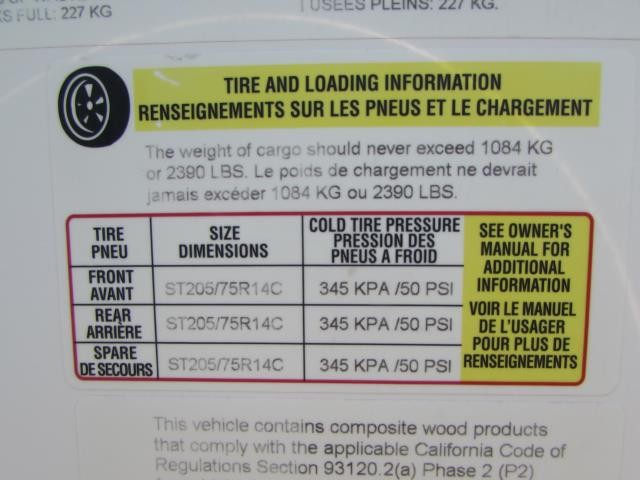 KS FULL: 227 KG
USEES PLEINS: 227 KG.
TIRE AND LOADING INFORMATION
RENSEIGNEMENTS SUR LES PNEUS ET LE CHARGEMENT
The weight of cargo should never exceed 1084 KG
or 2390 LBS. Le poids de chargement ne devrait
jamais excéder 1084 KG ou 2390 LBS.
TIRE
PNEU
SIZE
DIMENSIONS
COLD TIRE PRESSURE
PRESSION DES
PNEUS A FROID
FRONT
AVANT
ST205/75R14C
345 KPA /50 PSI
REAR
ARRIÈRE
ST205/75R14C
345 KPA /50 PSI
SPARE
DE SECOURS
ST205/75R14C
345 KPA /50 PSI
SEE OWNER'S
MANUAL FOR
ADDITIONAL
INFORMATION
VOIR LE MANUEL
DE L'USAGER
POUR PLUS DE
RENSEIGNEMENTS
This vehicle contains composite wood products
that comply with the applicable California Code of
Regulations Section 93120.2(a) Phase 2 (P2)